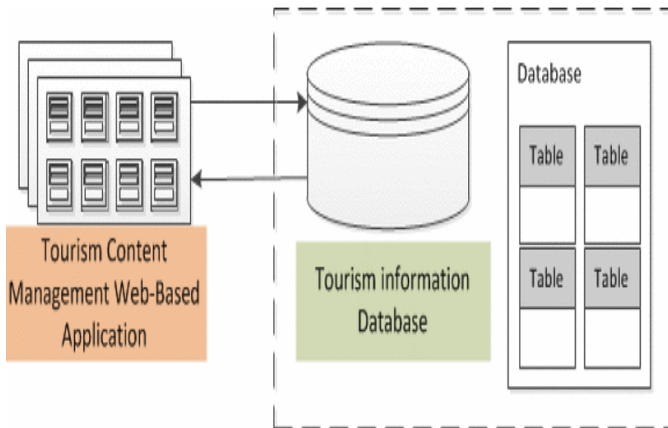 Tourism Content
Management Web-Based
Application
Tourism information
Database
Database
Table
Table
Table
Table